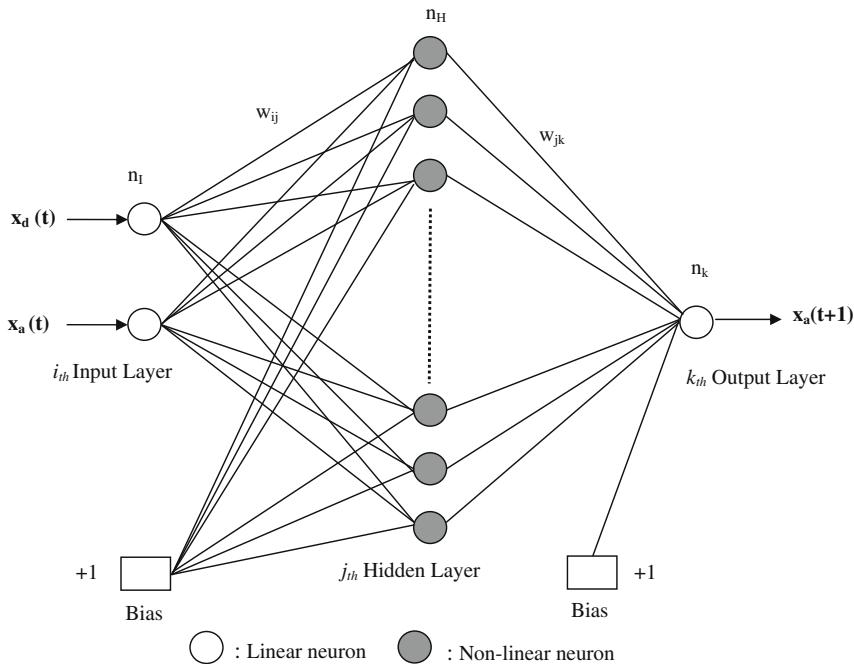 n_H
w_ij
w_jk
n_I
x_d (t)
n_k
x_a (t)
x_a(t+1)
i_th Input Layer
k_th Output Layer
+1
j_th Hidden Layer
+1
Bias
Bias
: Linear neuron
: Non-linear neuron